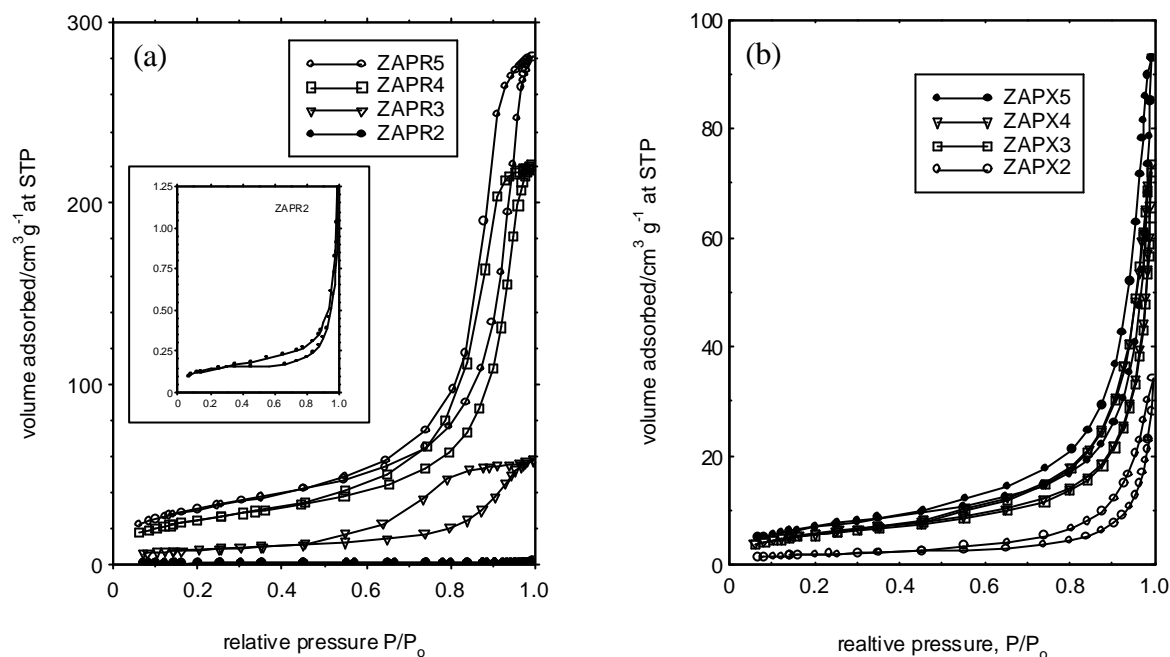 (a)
300
200
100
0
volume adsorbed/cm³ g⁻¹ at STP
ZAPR5
ZAPR4
ZAPR3
ZAPR2
1.25
1.00
0.75
0.50
0.25
0
ZAPR2
0 0.2 0.4 0.6 0.8 1.0
0 0.2 0.4 0.6 0.8 1.0
relative pressure P/Pₒ
(b)
100
80
60
40
20
0
volume adsorbed/cm³ g⁻¹ at STP
ZAPX5
ZAPX4
ZAPX3
ZAPX2
0 0.2 0.4 0.6 0.8 1.0
realtive pressure, P/Pₒ